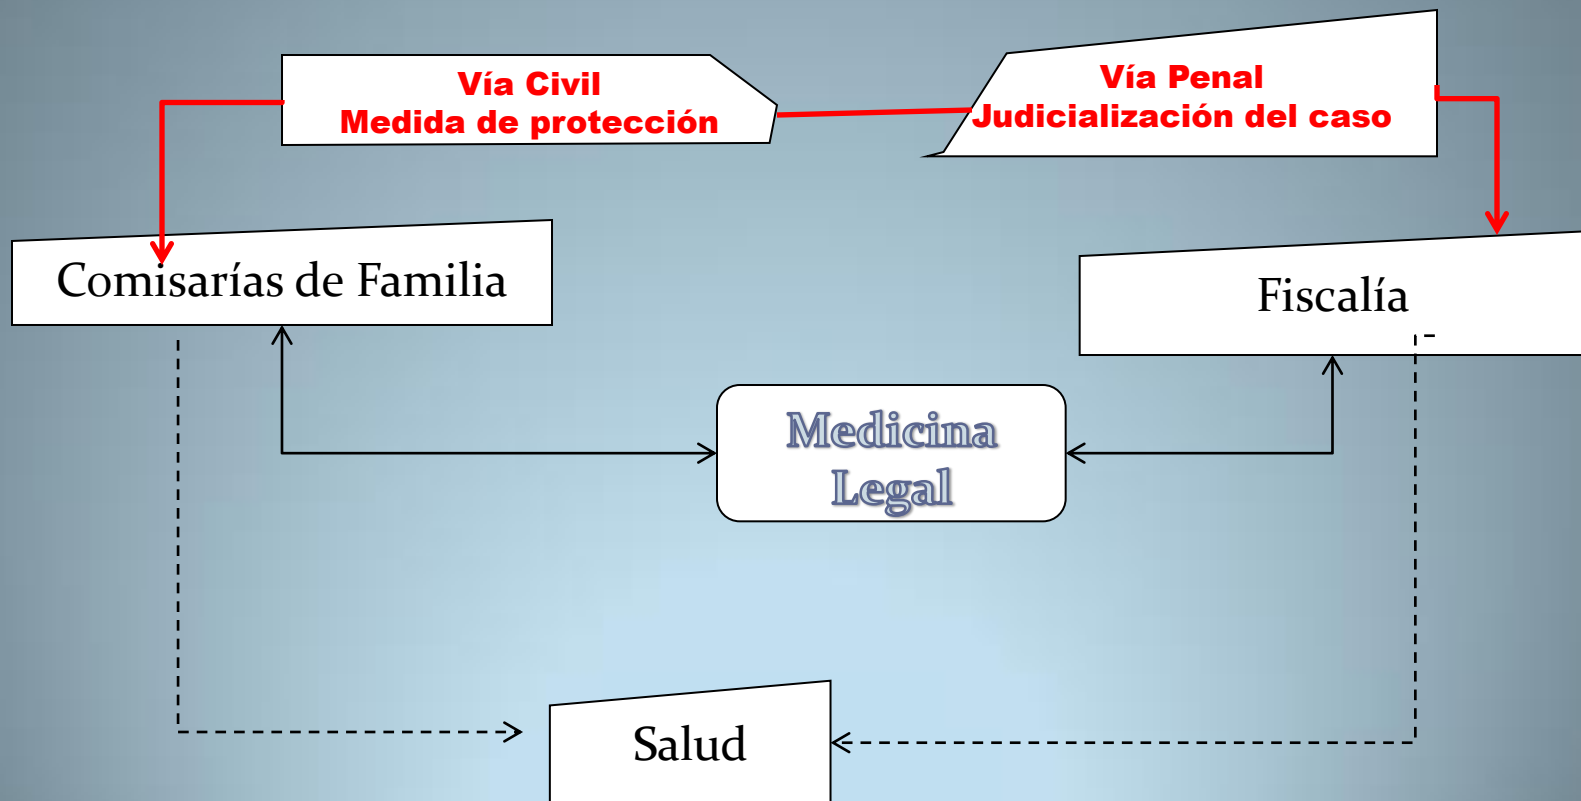 Vía Civil
Medida de protección
Vía Penal
Judicialización del caso
Comisarías de Familia
Fiscalía
Medicina
Legal
Salud